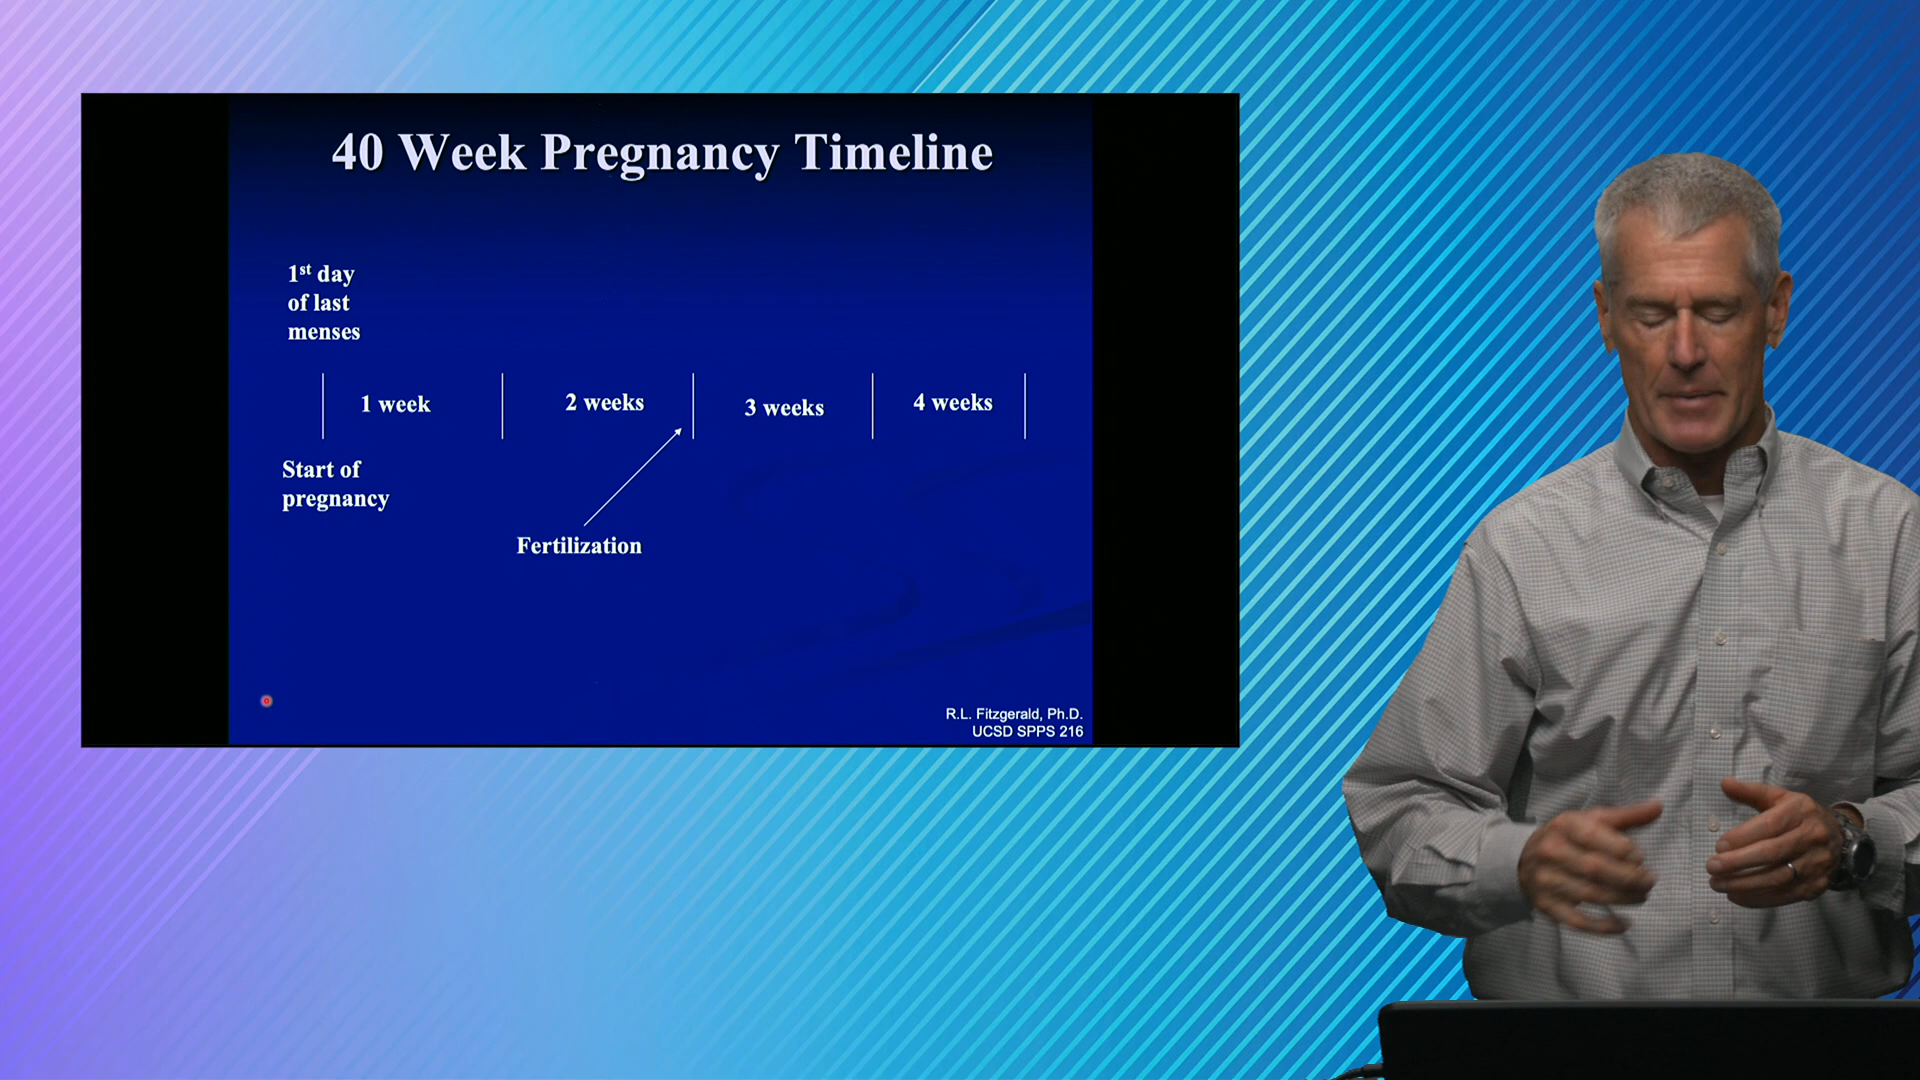 40 Week Pregnancy Timeline
1st day
of last
menses
1 week
2 weeks
3 weeks
4 weeks
Start of
pregnancy
Fertilization
R.L. Fitzgerald, Ph.D.
UCSD SPPS 216